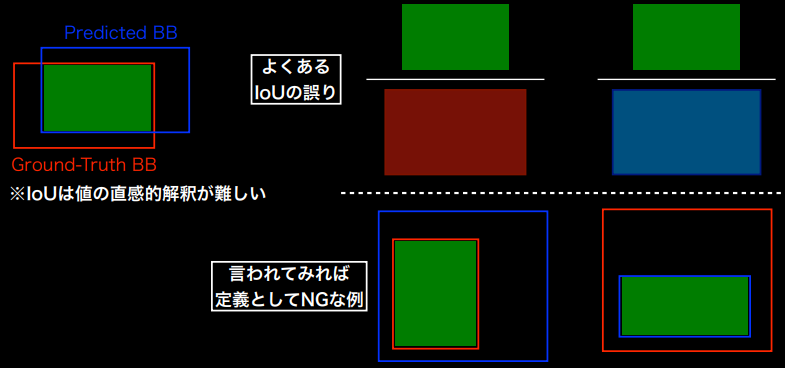 Predicted BB
Ground-Truth BB
※IoUは値の直感的解釈が難しい
よくある
IoUの誤り
言われてみれば
定義としてNGな例